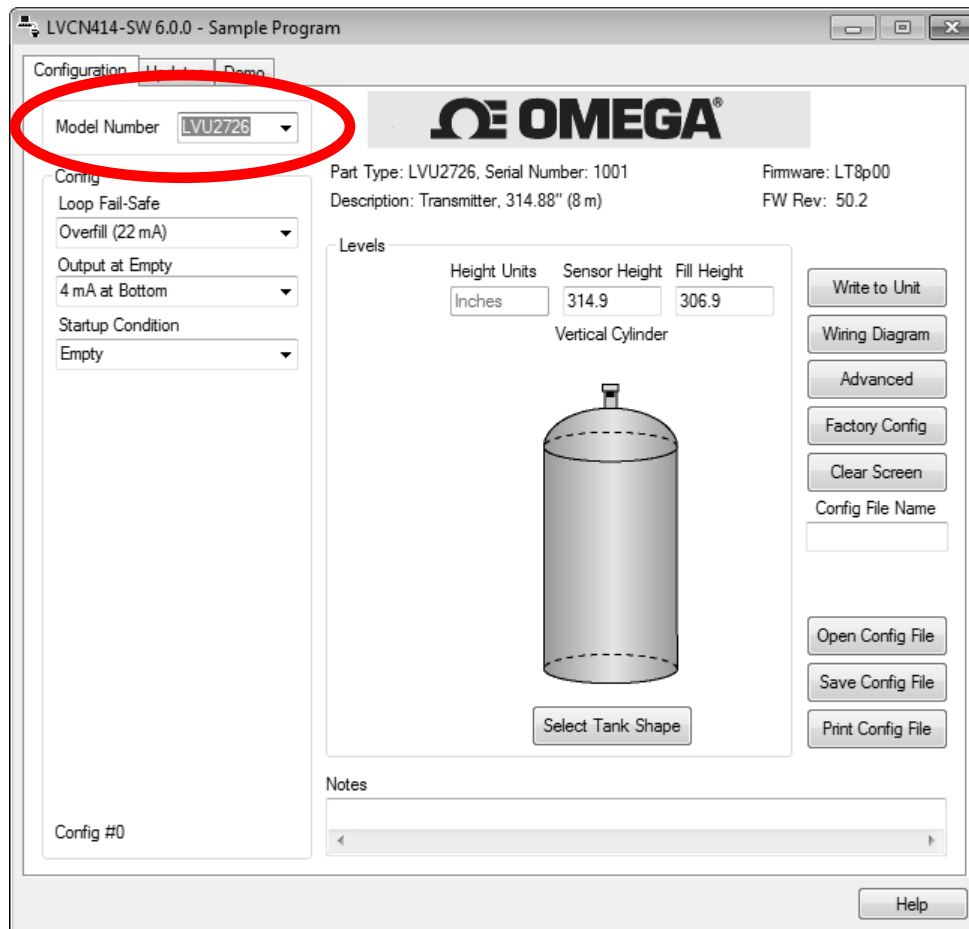 LVCN414-SW 6.0.0 - Sample Program
Configuration Updates Demo
Model Number LVU2726
ΩE OMEGA®
Config
Loop Fail-Safe
Overfill (22 mA)
Output at Empty
4 mA at Bottom
Startup Condition
Empty
Config #0
Part Type: LVU2726, Serial Number: 1001
Firmware: LT8p00
Description: Transmitter, 314.88" (8 m)
FW Rev: 50.2
Levels
Height Units Sensor Height Fill Height
Inches 314.9 306.9
Vertical Cylinder
Select Tank Shape
Write to Unit
Wiring Diagram
Advanced
Factory Config
Clear Screen
Config File Name
Open Config File
Save Config File
Print Config File
Notes
Help